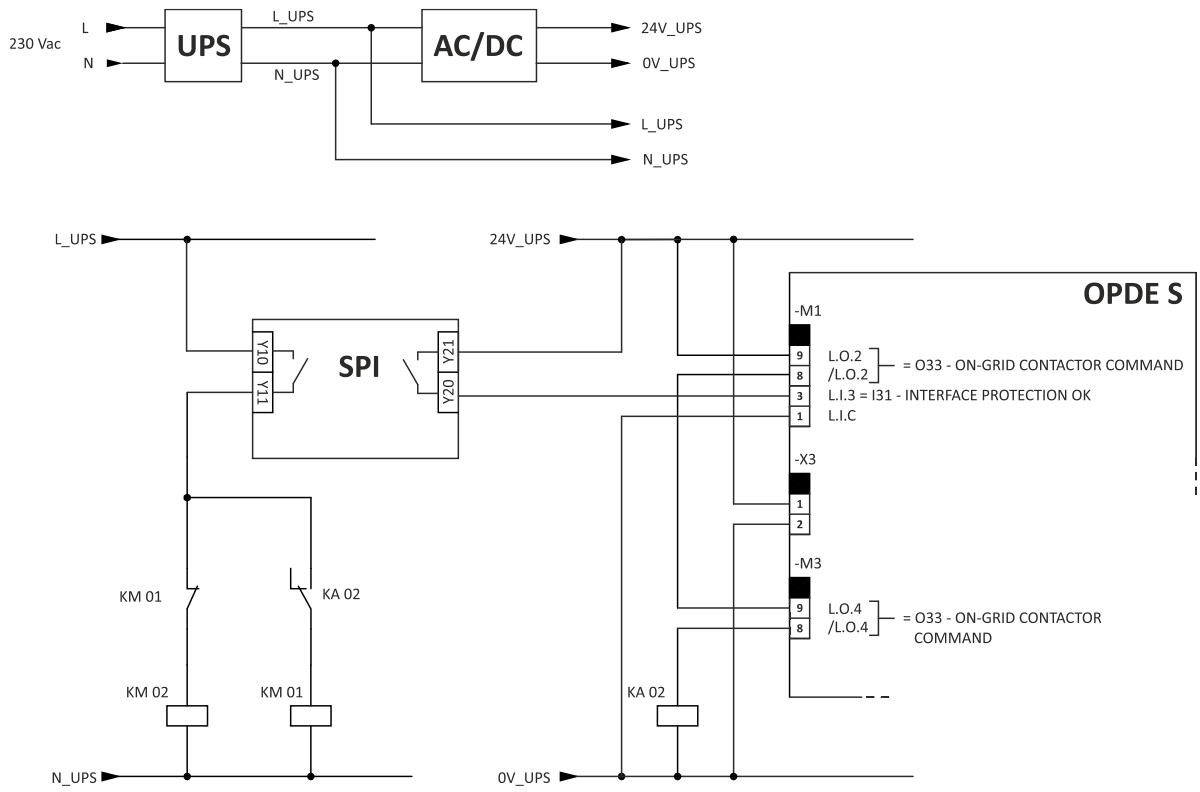 L
230 Vac
N
UPS
L_UPS
N_UPS
AC/DC
24V_UPS
0V_UPS
L_UPS
N_UPS
L_UPS
24V_UPS
OPDE S
-M1
Y10
Y11
SPI
Y21
Y20
9 L.O.2
8 /L.O.2
= O33 - ON-GRID CONTACTOR COMMAND
3 L.I.3 = I31 - INTERFACE PROTECTION OK
1 L.I.C
-X3
1
2
-M3
9 L.O.4
8 /L.O.4
= O33 - ON-GRID CONTACTOR
COMMAND
KM 01
KA 02
KM 02
KM 01
KA 02
N_UPS
0V_UPS